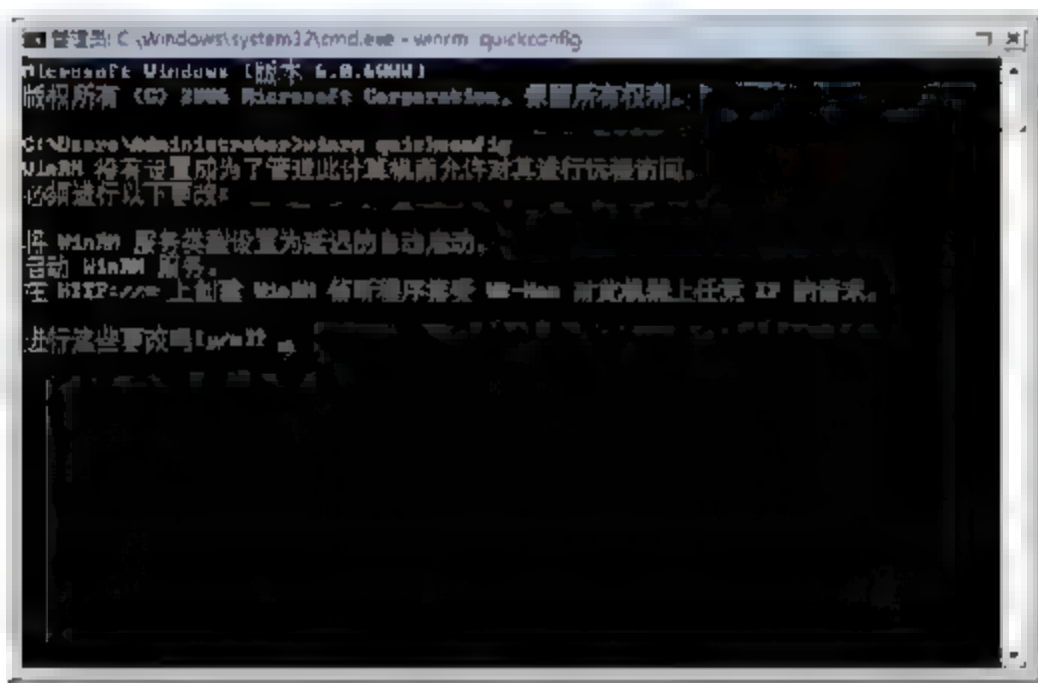 管理员: C:\Windows\system32\cmd.exe - winrm quickconfig
Microsoft Windows [版本 6.0.6000]
版权所有 (C) 2006 Microsoft Corporation。保留所有权利。
C:\Users\Administrator>winrm quickconfig
WinRM 没有设置成为了管理此计算机而允许对其进行远程访问。
必须进行以下更改:
将 WinRM 服务类型设置为延迟的自动启动。
启动 WinRM 服务。
在 HTTP://* 上创建 WinRM 侦听程序接受 WS-Man 对此机器上任意 IP 的请求。
进行这些更改吗[y/n]?